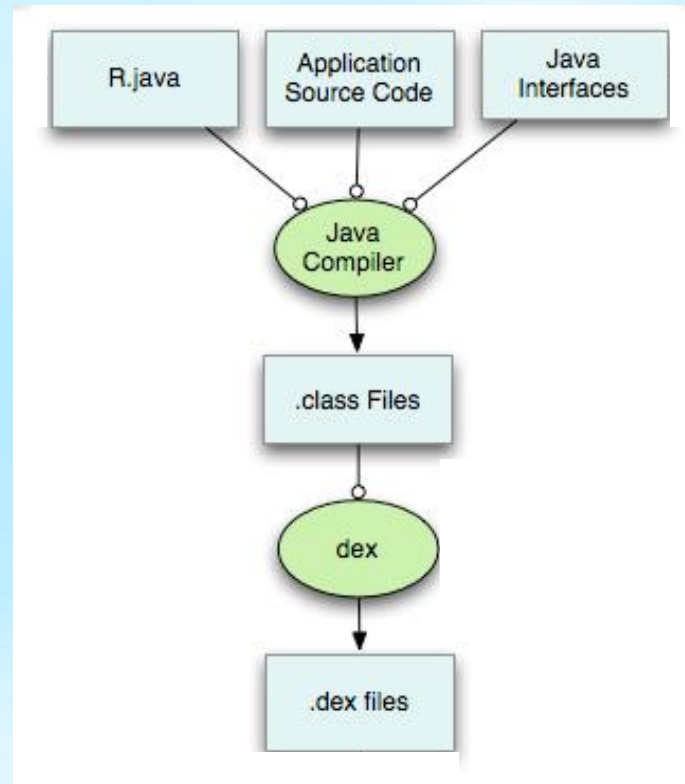 R.java
Application
Source Code
Java
Interfaces
Java
Compiler
.class Files
dex
.dex files